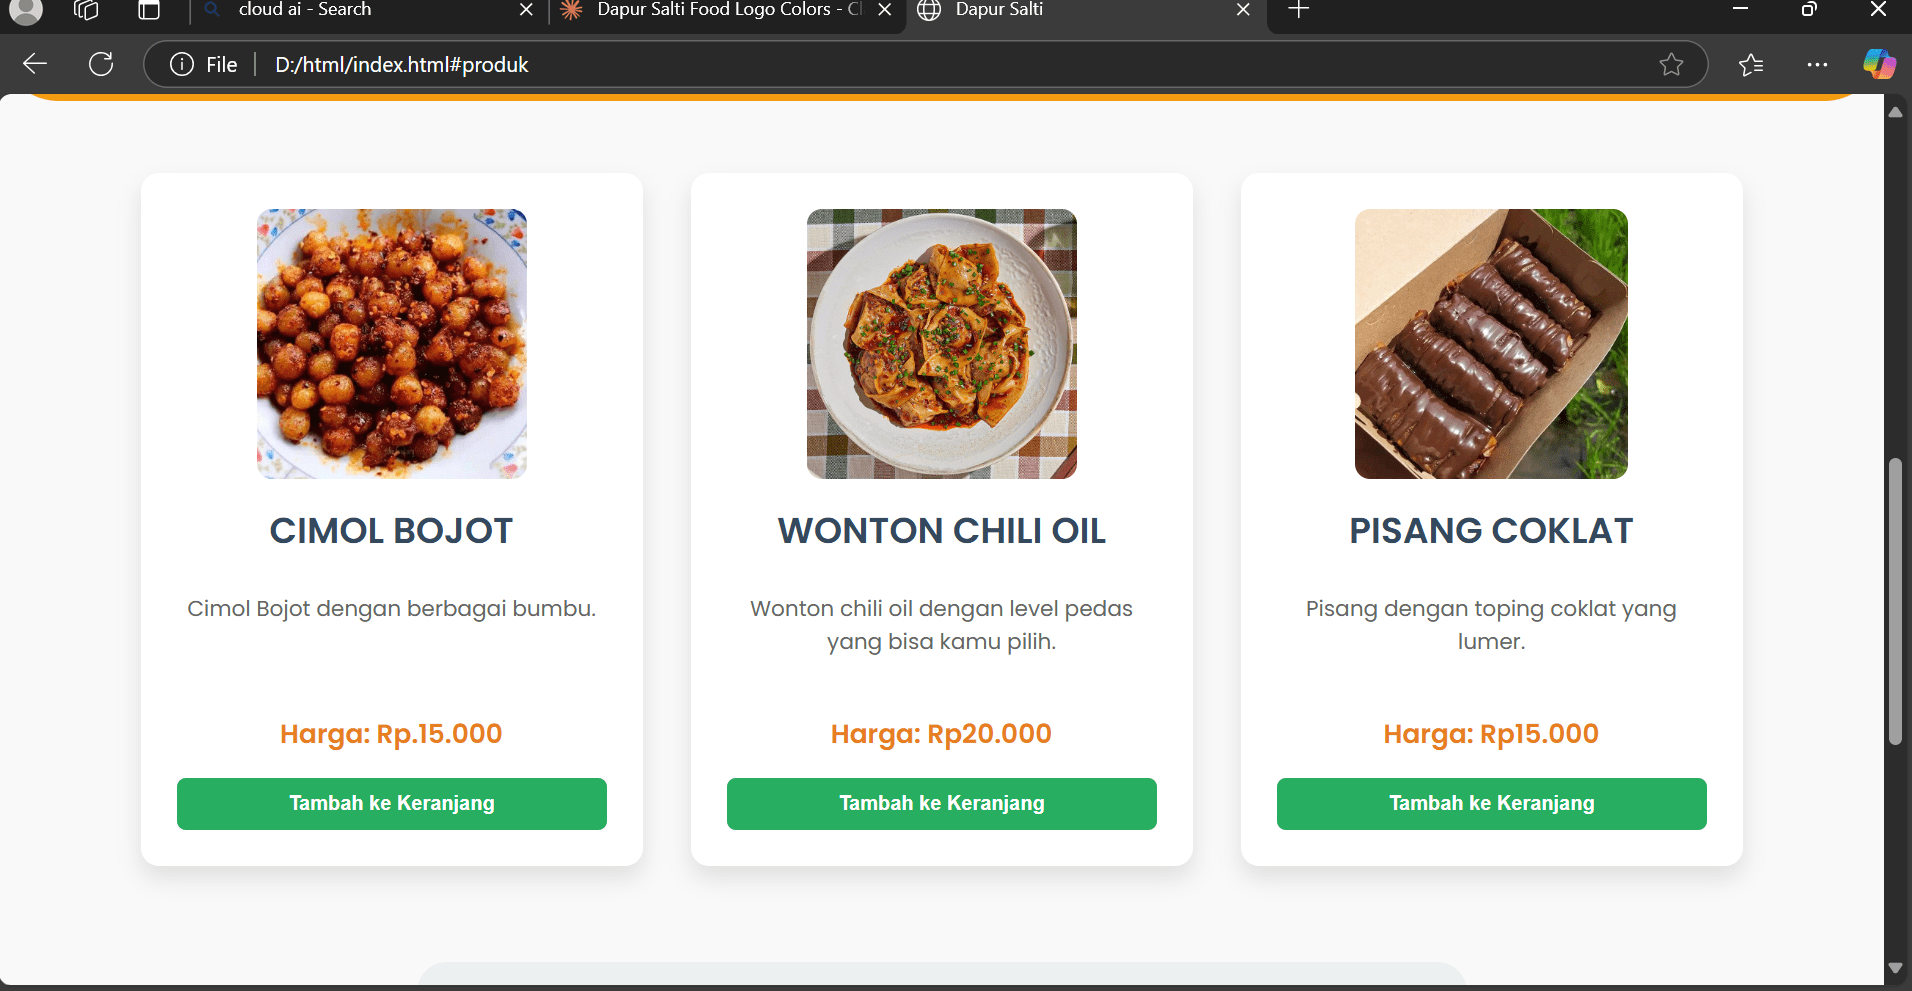 cloud ai - Search
Dapur Salti Food Logo Colors - Cl
Dapur Salti
File
D:/html/index.html#produk
CIMOL BOJOT
Cimol Bojot dengan berbagai bumbu.
Harga: Rp.15.000
Tambah ke Keranjang
WONTON CHILI OIL
Wonton chili oil dengan level pedas
yang bisa kamu pilih.
Harga: Rp20.000
Tambah ke Keranjang
PISANG COKLAT
Pisang dengan toping coklat yang
lumer.
Harga: Rp15.000
Tambah ke Keranjang